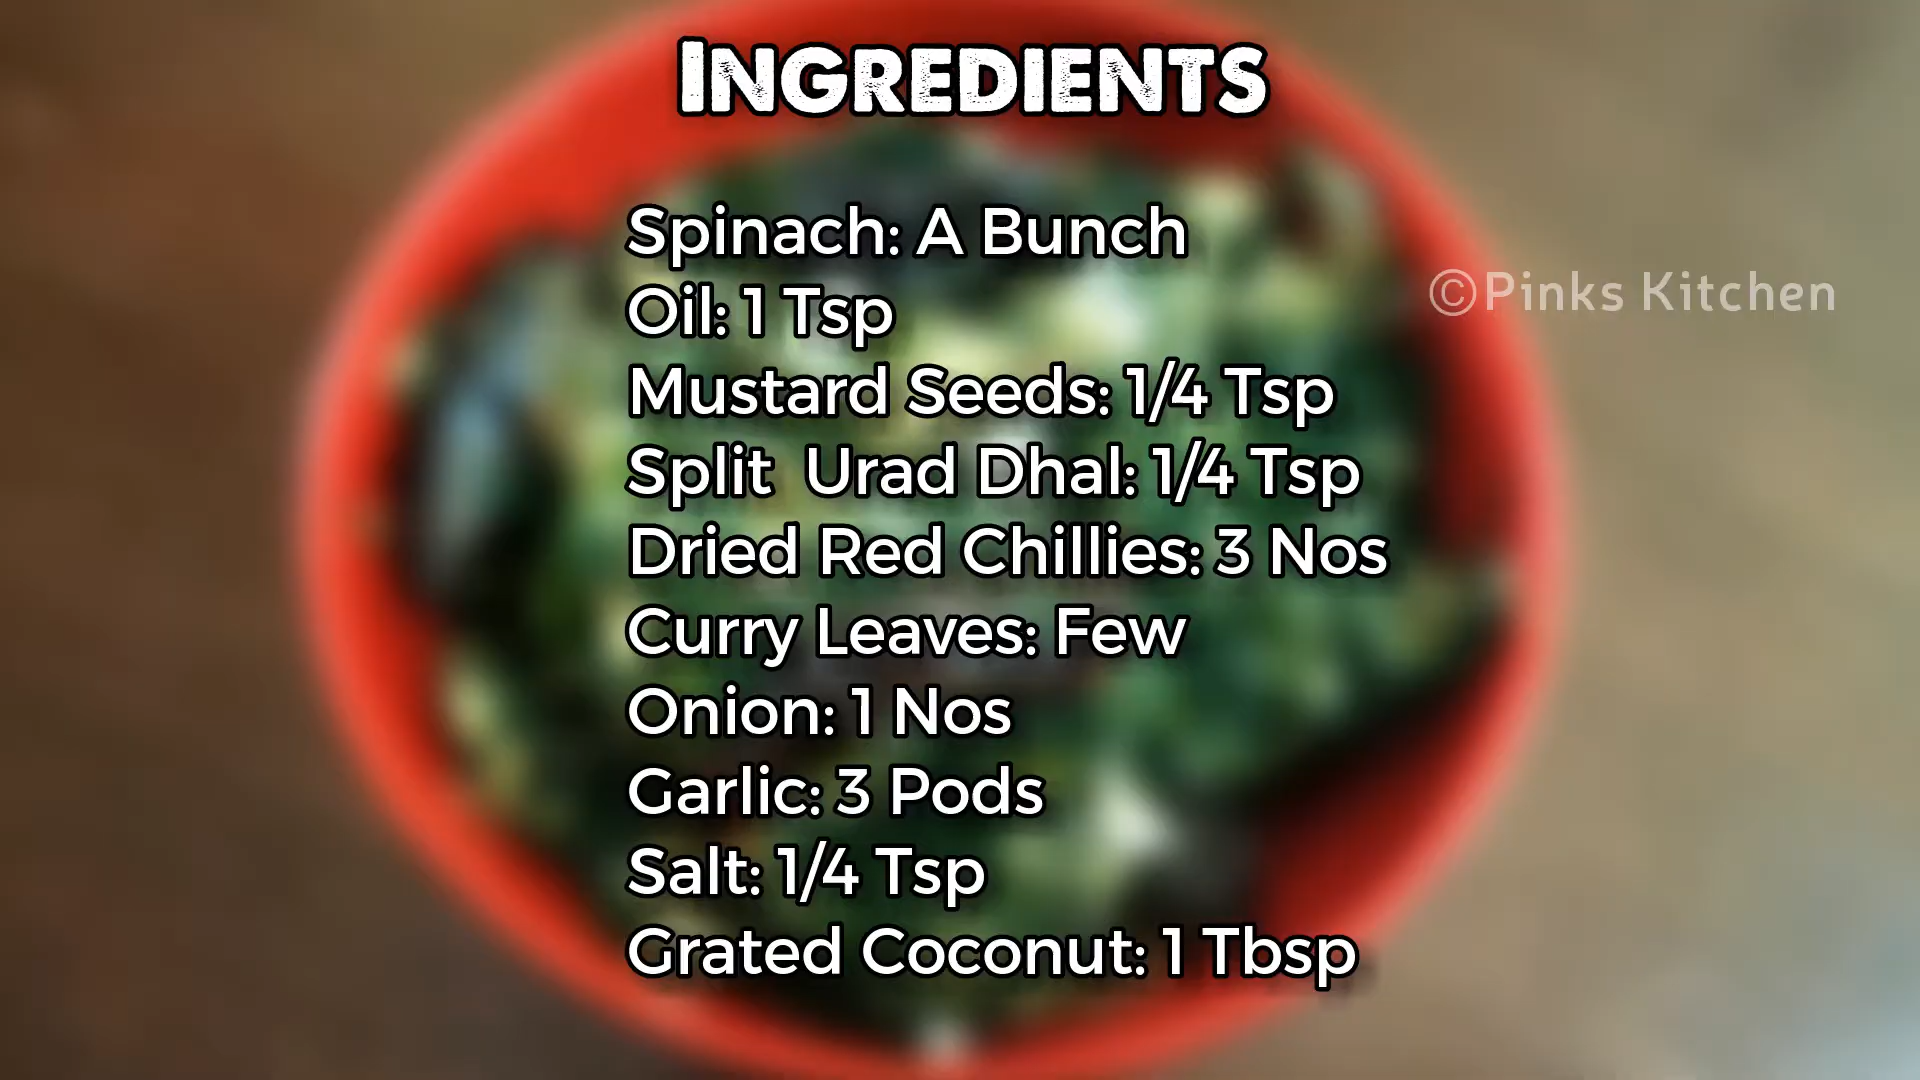 INGREDIENTS
Spinach: A Bunch
Oil: 1 Tsp
©Pinks Kitchen
Mustard Seeds: 1/4 Tsp
Split  Urad Dhal: 1/4 Tsp
Dried Red Chillies: 3 Nos
Curry Leaves: Few
Onion: 1 Nos
Garlic: 3 Pods
Salt: 1/4 Tsp
Grated Coconut: 1 Tbsp